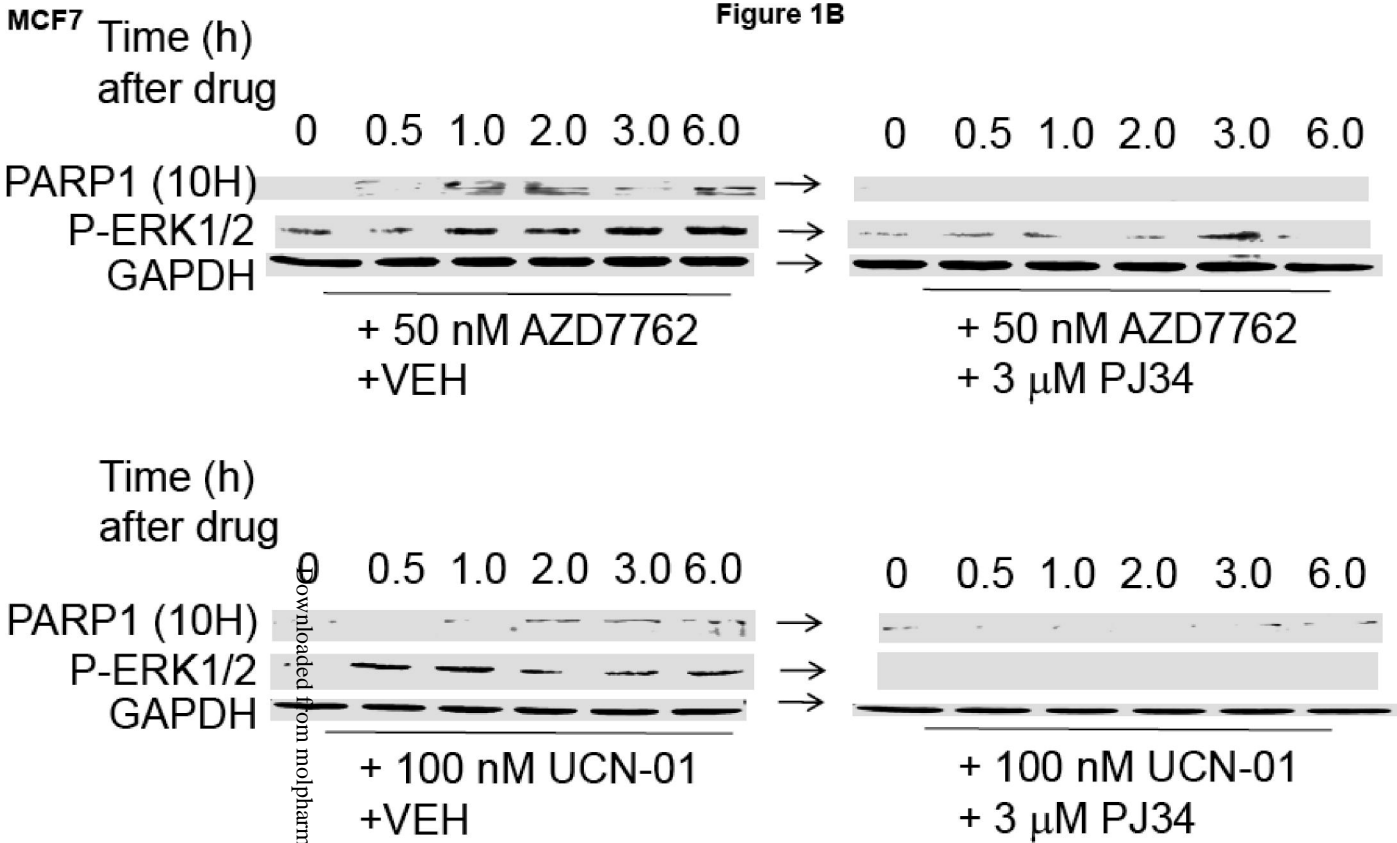 MCF7
Figure 1B
Time (h)
after drug
0 0.5 1.0 2.0 3.0 6.0
0 0.5 1.0 2.0 3.0 6.0
PARP1 (10H)
P-ERK1/2
GAPDH
+ 50 nM AZD7762
+VEH
+ 50 nM AZD7762
+ 3 μM PJ34
Time (h)
after drug
0 0.5 1.0 2.0 3.0 6.0
0 0.5 1.0 2.0 3.0 6.0
PARP1 (10H)
P-ERK1/2
GAPDH
+ 100 nM UCN-01
+VEH
+ 100 nM UCN-01
+ 3 μM PJ34
Downloaded from molpharm